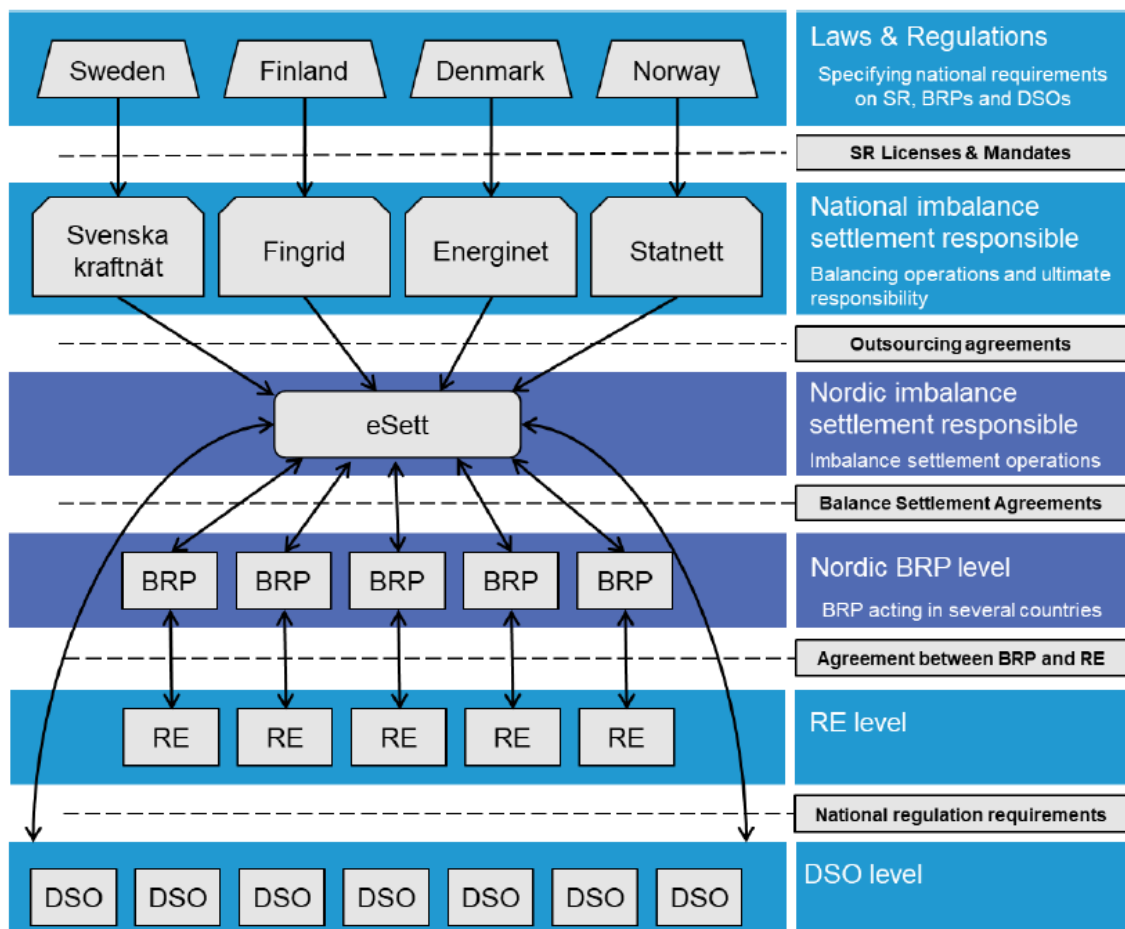 Sweden
Finland
Denmark
Norway
Laws & Regulations
Specifying national requirements
on SR, BRPs and DSOs
SR Licenses & Mandates
Svenska
kraftnät
Fingrid
Energinet
Statnett
National imbalance
settlement responsible
Balancing operations and ultimate
responsibility
Outsourcing agreements
eSett
Nordic imbalance
settlement responsible
Imbalance settlement operations
Balance Settlement Agreements
BRP
BRP
BRP
BRP
BRP
Nordic BRP level
BRP acting in several countries
Agreement between BRP and RE
RE
RE
RE
RE
RE
RE level
National regulation requirements
DSO
DSO
DSO
DSO
DSO
DSO
DSO
DSO level